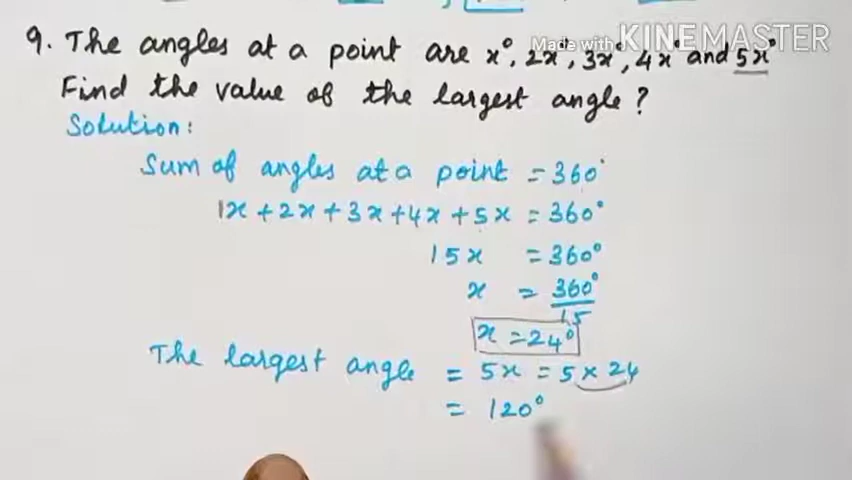 Made with KINEMASTER
9. The angles at a point are x°, 2x°, 3x°, 4x° and 5x°
Find the value of the largest angle?
Solution:
Sum of angles at a point = 360°
1x + 2x + 3x + 4x + 5x = 360°
15x = 360°
x = 360°
15
x = 24°
The largest angle = 5x = 5 x 24
= 120°